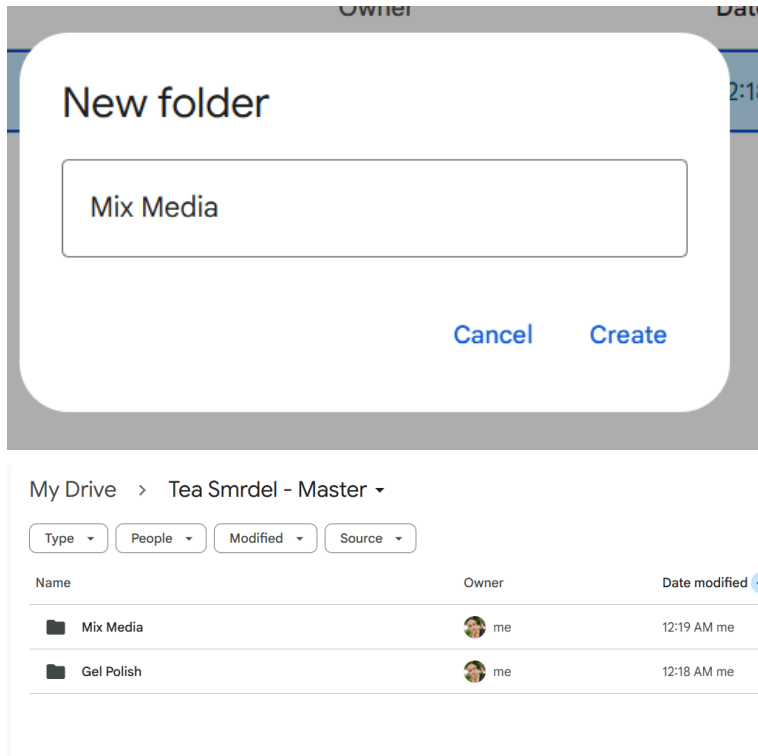 Owner
New folder
Mix Media
Cancel Create
My Drive > Tea Smrdel - Master
Type People Modified Source
Name Owner Date modified
Mix Media me 12:19 AM me
Gel Polish me 12:18 AM me